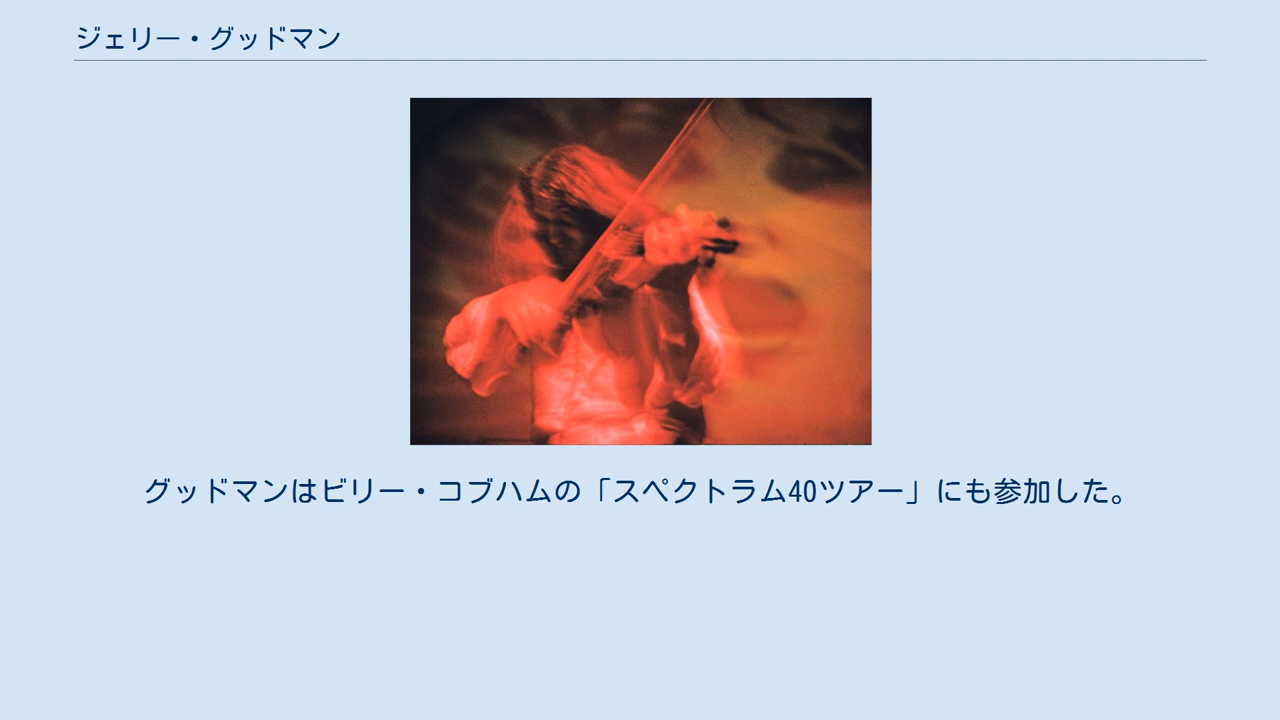 ジェリー・グッドマン
グッドマンはビリー・コブハムの「スペクトラム40ツアー」にも参加した。